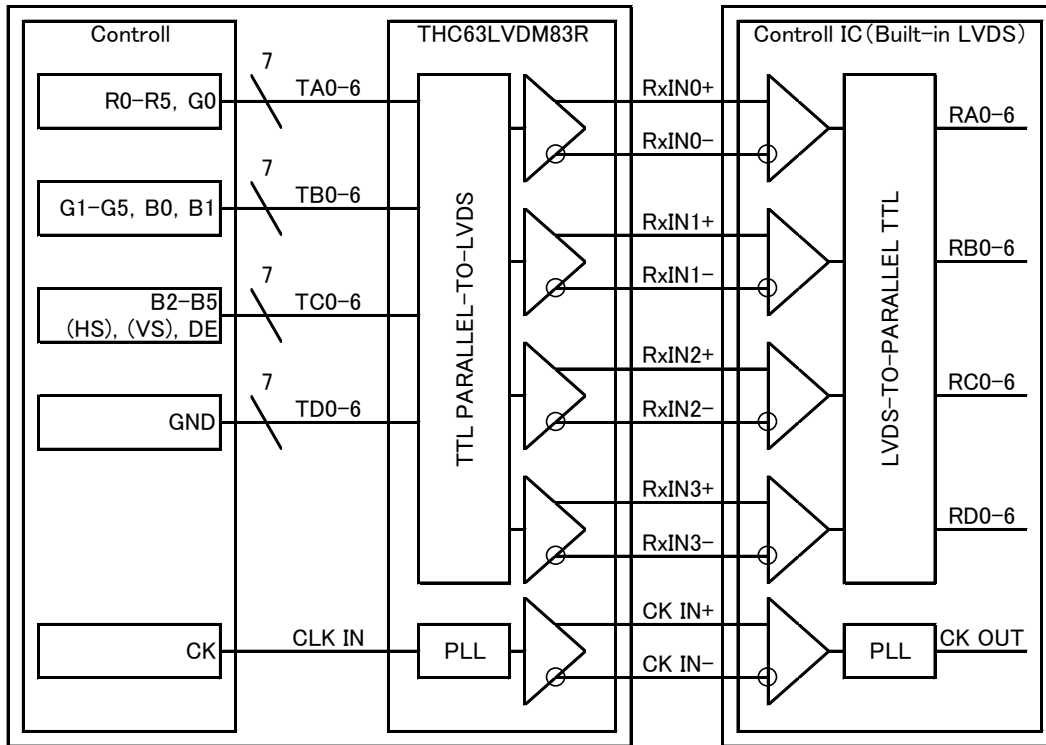 Controll
THC63LVDM83R
Controll IC(Built-in LVDS)
R0-R5, G0
7
TA0-6
RxIN0+
RxIN0-
RA0-6
G1-G5, B0, B1
7
TB0-6
RxIN1+
RxIN1-
RB0-6
B2-B5
(HS), (VS), DE
7
TC0-6
RxIN2+
RxIN2-
RC0-6
GND
7
TD0-6
RxIN3+
RxIN3-
RD0-6
TTL PARALLEL-TO-LVDS
LVDS-TO-PARALLEL TTL
CK
CLK IN
PLL
CK IN+
CK IN-
PLL
CK OUT